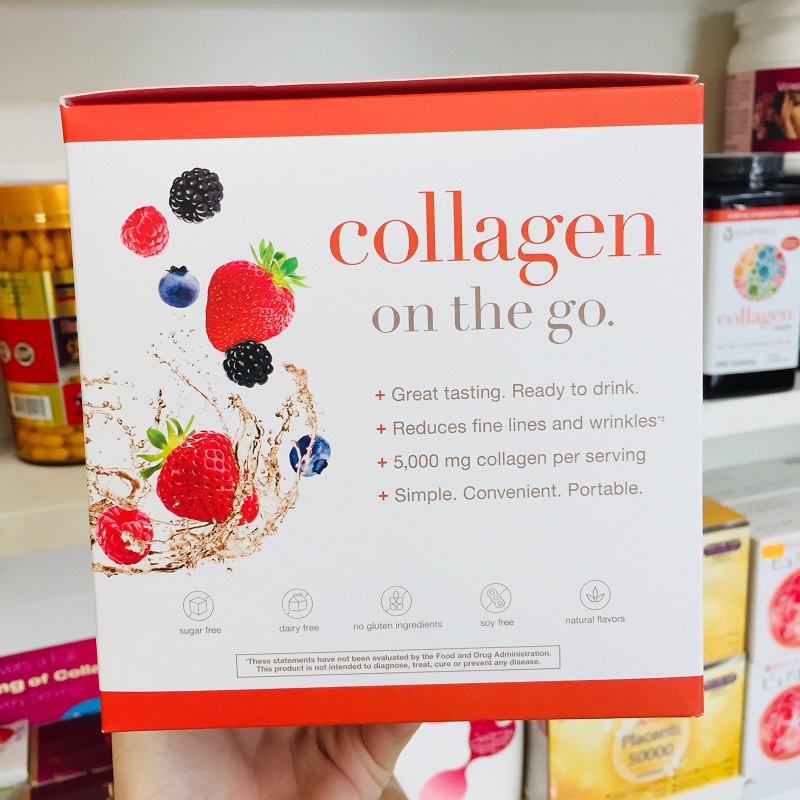 collagen
on the go.
+ Great tasting. Ready to drink.
+ Reduces fine lines and wrinkles*‡
+ 5,000 mg collagen per serving
+ Simple. Convenient. Portable.
sugar free
dairy free
no gluten ingredients
soy free
natural flavors
*These statements have not been evaluated by the Food and Drug Administration.
This product is not intended to diagnose, treat, cure or prevent any disease.
collagen
ng of Colla
Placenta
50000